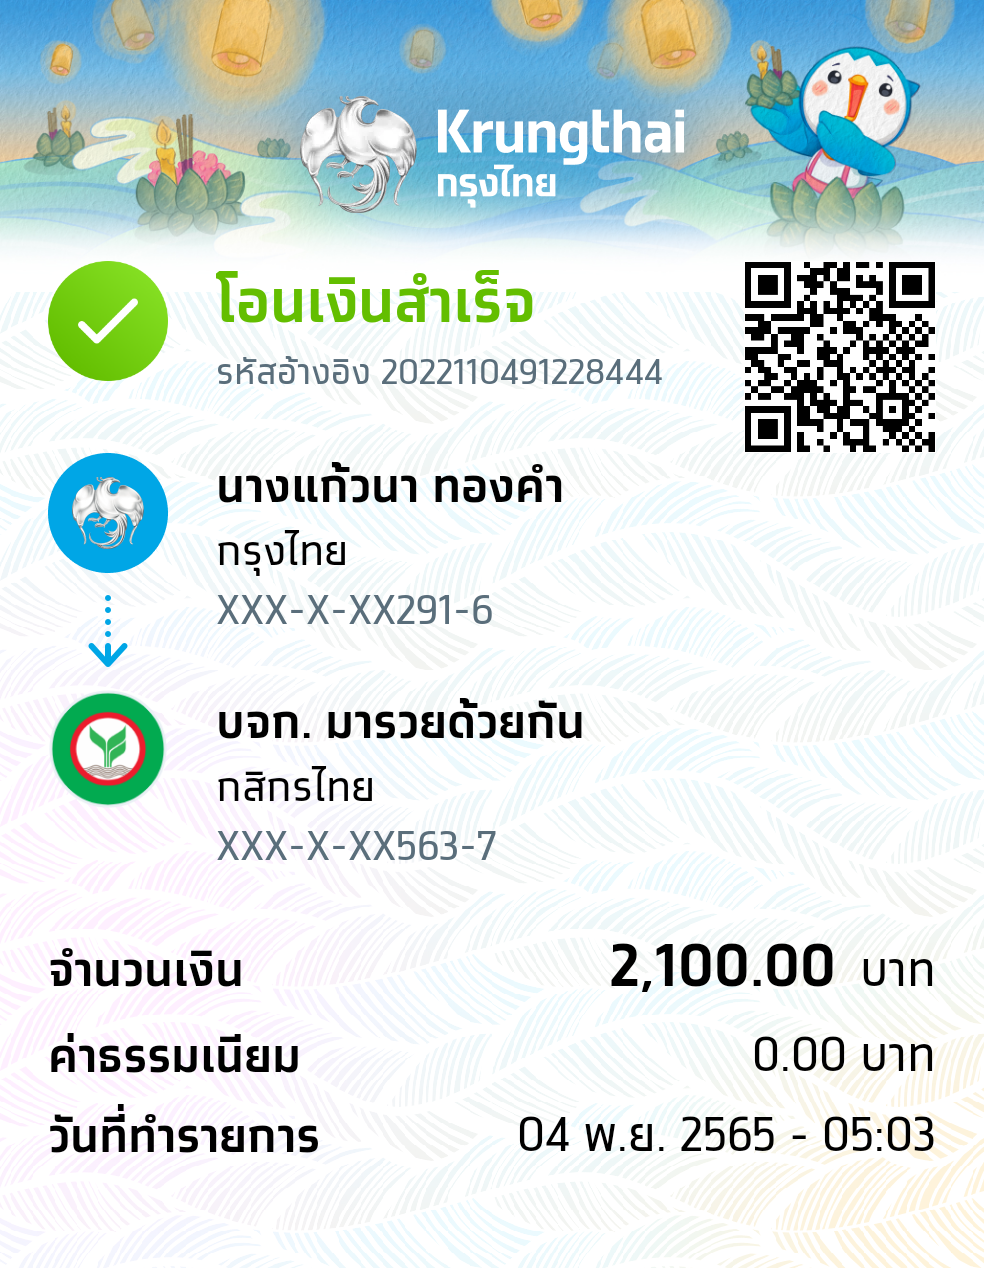 Krungthai
กรุงไทย
โอนเงินสำเร็จ
รหัสอ้างอิง 2022110491228444
นางแก้วนา ทองคำ
กรุงไทย
XXX-X-XX291-6
บจก. มารวยด้วยกัน
กสิกรไทย
XXX-X-XX563-7
จำนวนเงิน 2,100.00 บาท
ค่าธรรมเนียม 0.00 บาท
วันที่ทำรายการ 04 พ.ย. 2565 - 05:03